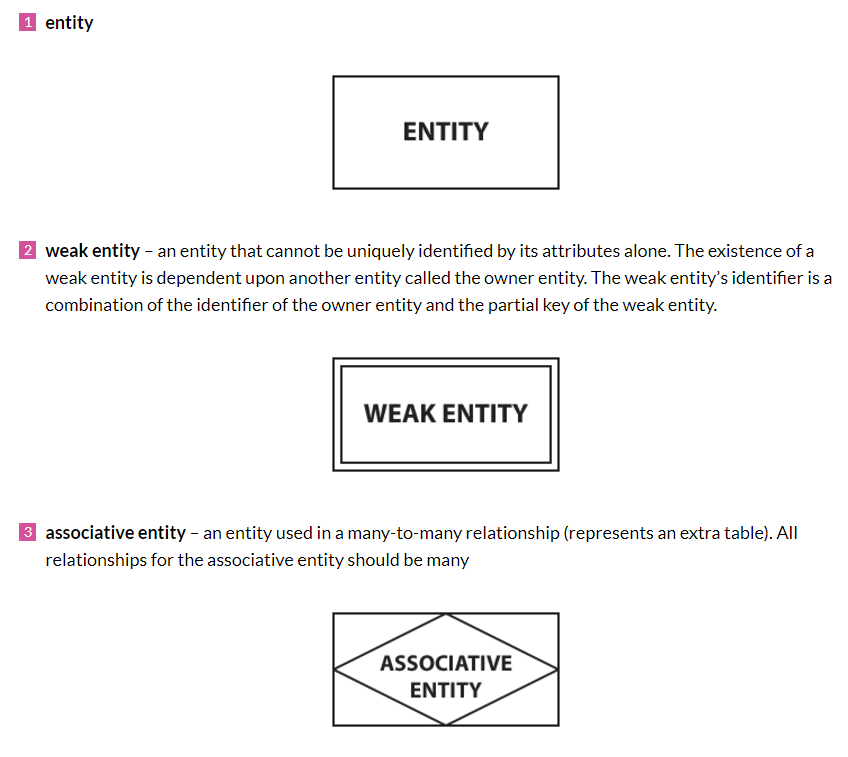 1 entity
ENTITY
2 weak entity – an entity that cannot be uniquely identified by its attributes alone. The existence of a
weak entity is dependent upon another entity called the owner entity. The weak entity’s identifier is a
combination of the identifier of the owner entity and the partial key of the weak entity.
WEAK ENTITY
3 associative entity – an entity used in a many-to-many relationship (represents an extra table). All
relationships for the associative entity should be many
ASSOCIATIVE
ENTITY